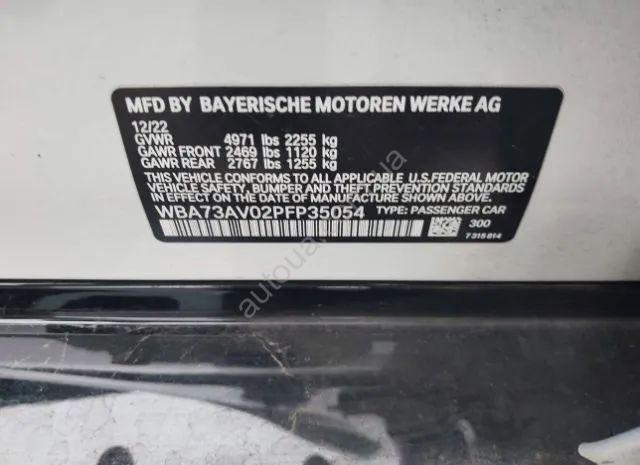 MFD BY BAYERISCHE MOTOREN WERKE AG
12/22
GVWR 4971 lbs 2255 kg
GAWR FRONT 2469 lbs 1120 kg
GAWR REAR 2767 lbs 1255 kg
THIS VEHICLE CONFORMS TO ALL APPLICABLE U.S.FEDERAL MOTOR
VEHICLE SAFETY, BUMPER AND THEFT PREVENTION STANDARDS
IN EFFECT ON THE DATE OF MANUFACTURE SHOWN ABOVE.
WBA73AV02PFP35054 TYPE: PASSENGER CAR
300
7 315 814
autoua.ua